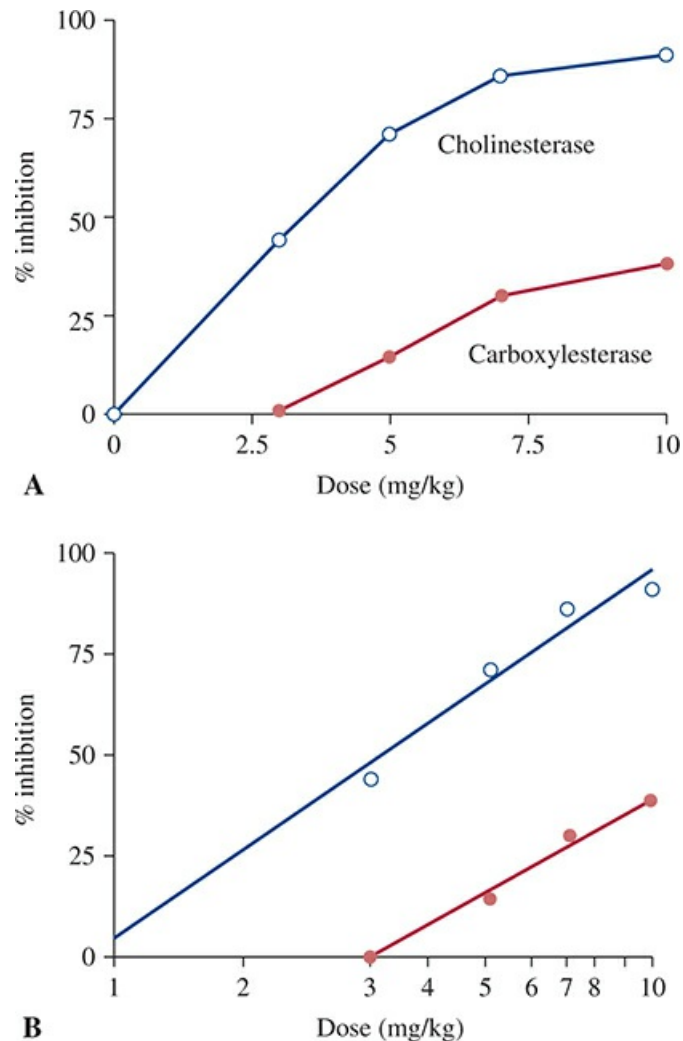 100
75
50
25
0
% inhibition
Cholinesterase
Carboxylesterase
0 2.5 5 7.5 10
A Dose (mg/kg)
100
75
50
25
0
% inhibition
1 2 3 4 5 6 7 8 10
B Dose (mg/kg)